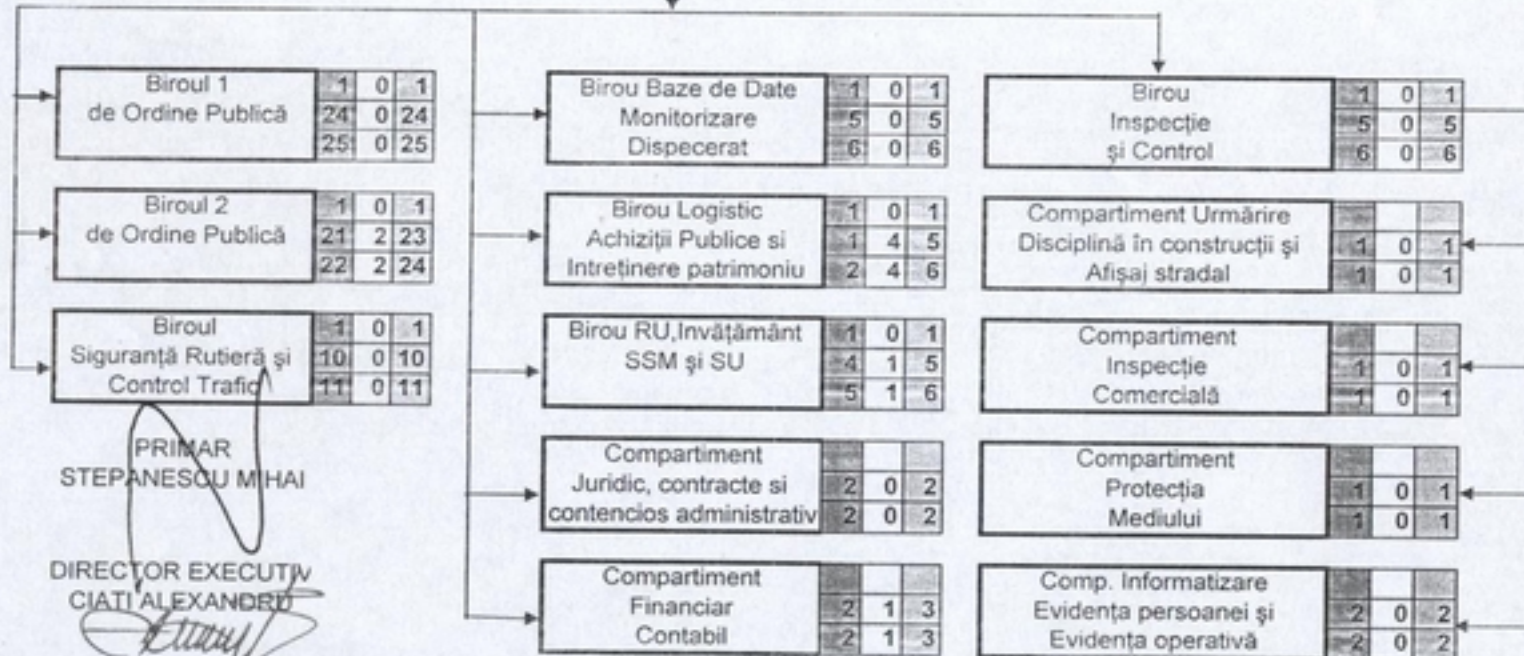 Biroul 1 1 0 1
de Ordine Publică 24 0 24
25 0 25
Biroul 2 1 0 1
de Ordine Publică 21 2 23
22 2 24
Biroul 1 0 1
Siguranță Rutieră și 10 0 10
Control Trafic 11 0 11
PRIMAR
STEPANESCU MIHAI
DIRECTOR EXECUTIV
CIATI ALEXANDRU
Birou Baze de Date 1 0 1
Monitorizare 5 0 5
Dispecerat 6 0 6
Birou Logistic 1 0 1
Achiziții Publice si 1 4 5
Intreținere patrimoniu 2 4 6
Birou RU,Invățământ 1 0 1
SSM și SU 4 1 5
5 1 6
Compartiment
Juridic, contracte si 2 0 2
contencios administrativ 2 0 2
Compartiment
Financiar 2 1 3
Contabil 2 1 3
Birou 1 0 1
Inspecție 5 0 5
și Control 6 0 6
Compartiment Urmărire
Disciplină în construcții și 1 0 1
Afișaj stradal 1 0 1
Compartiment
Inspecție 1 0 1
Comercială 1 0 1
Compartiment
Protecția 1 0 1
Mediului 1 0 1
Comp. Informatizare
Evidența persoanei și 2 0 2
Evidența operativă 2 0 2